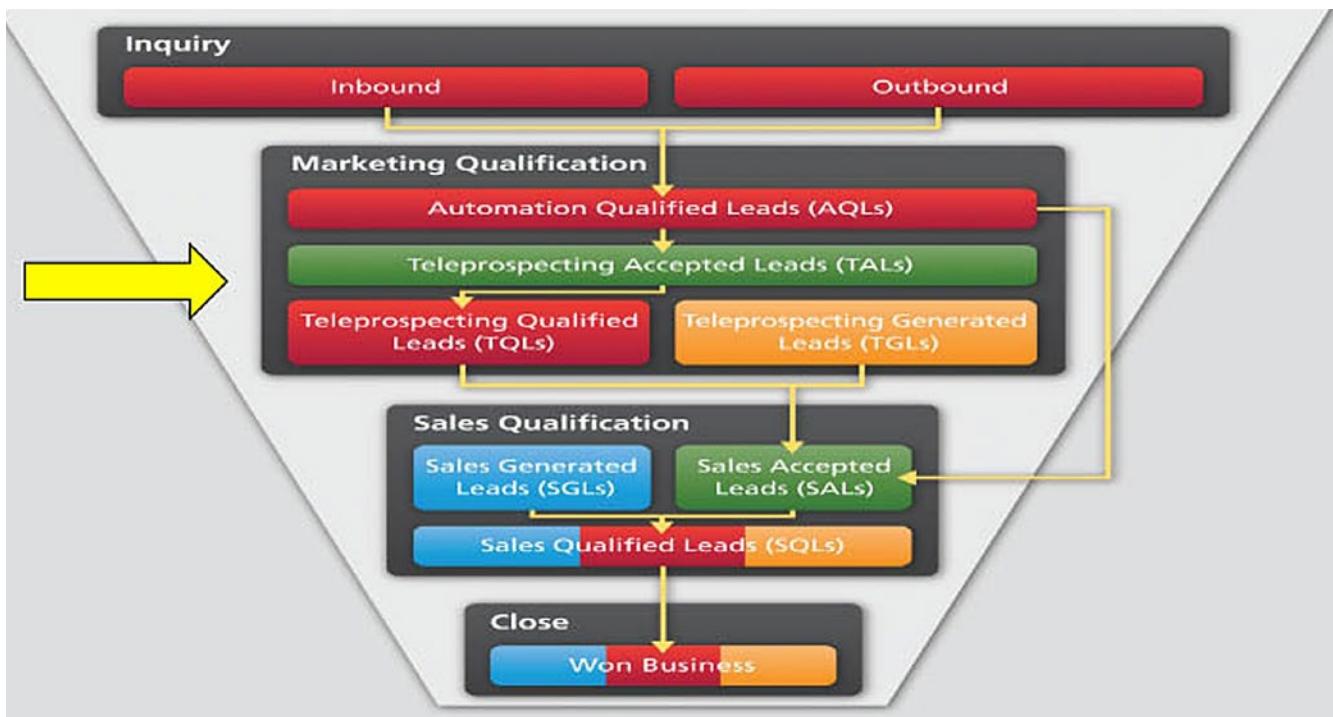 Inquiry
Inbound
Outbound
Marketing Qualification
Automation Qualified Leads (AQLs)
Teleprospecting Accepted Leads (TALs)
Teleprospecting Qualified
Leads (TQLs)
Teleprospecting Generated
Leads (TGLs)
Sales Qualification
Sales Generated
Leads (SGLs)
Sales Accepted
Leads (SALs)
Sales Qualified Leads (SQLs)
Close
Won Business